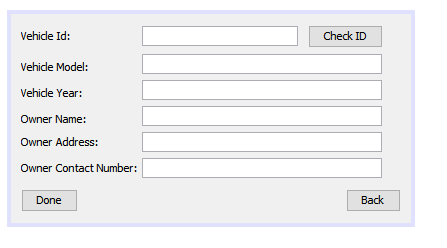 Vehicle Id: Check ID
Vehicle Model:
Vehicle Year:
Owner Name:
Owner Address:
Owner Contact Number:
Done Back